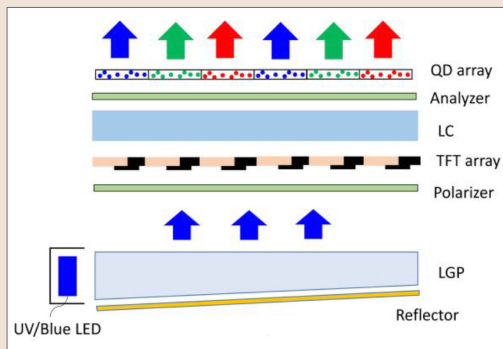 QD array
Analyzer
LC
TFT array
Polarizer
LGP
Reflector
UV/Blue LED